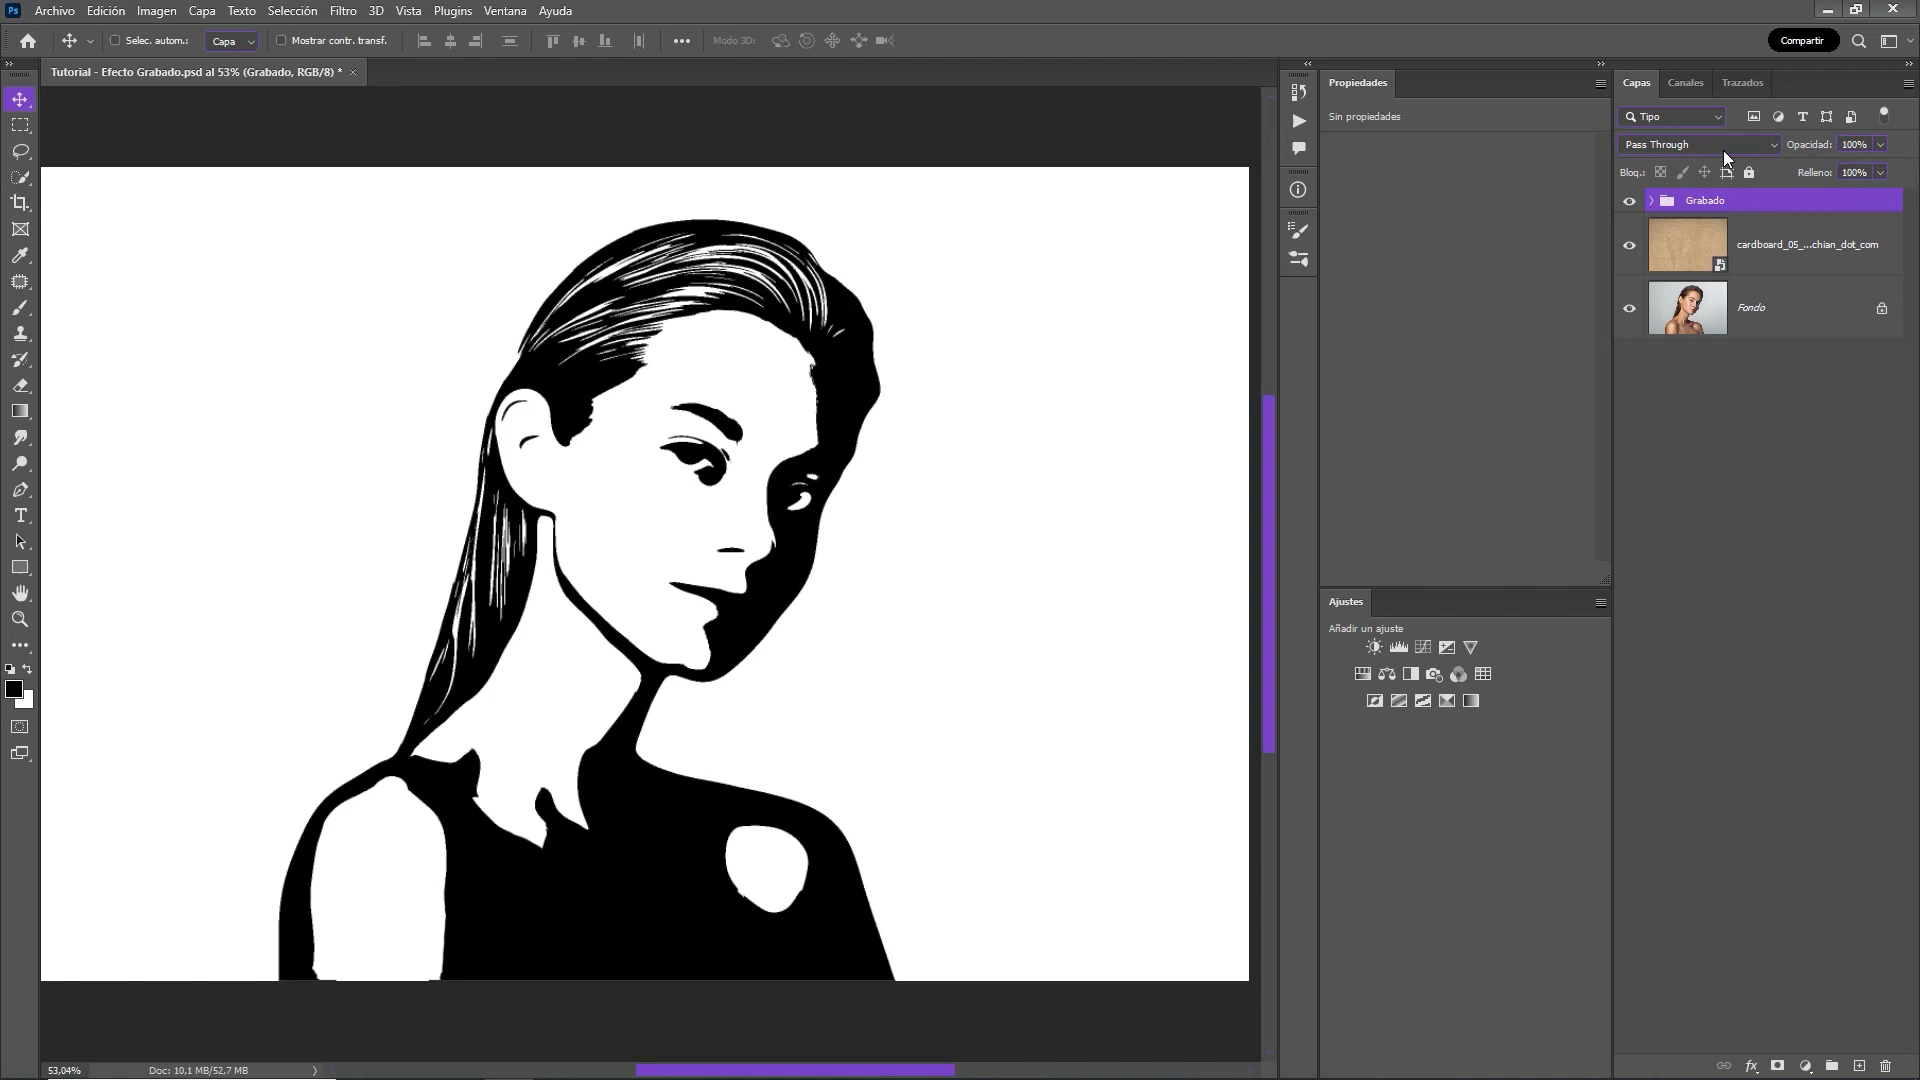 Ps Archivo Edición Imagen Capa Texto Selección Filtro 3D Vista Plugins Ventana Ayuda
Selec. autom.: Capa Mostrar contr. transf. Modo 3D: Compartir
Tutorial - Efecto Grabado.psd al 53% (Grabado, RGB/8) *
Propiedades
Sin propiedades
Ajustes
Añadir un ajuste
Capas Canales Trazados
Tipo
Pass Through Opacidad: 100%
Bloq.: Relleno: 100%
Grabado
cardboard_05_...chian_dot_com
Fondo
53,04% Doc: 10,1 MB/52,7 MB